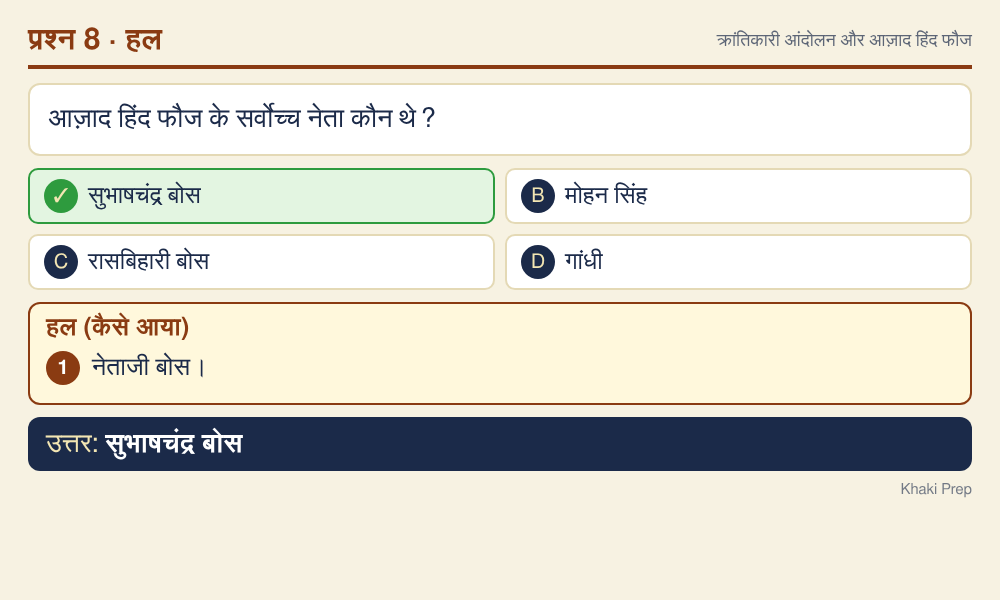 प्रश्न 8 · हल
क्रांतिकारी आंदोलन और आज़ाद हिंद फौज
आज़ाद हिंद फौज के सर्वोच्च नेता कौन थे ?
✓ सुभाषचंद्र बोस
B मोहन सिंह
C रासबिहारी बोस
D गांधी
हल (कैसे आया)
1 नेताजी बोस।
उत्तर: सुभाषचंद्र बोस
Khaki Prep